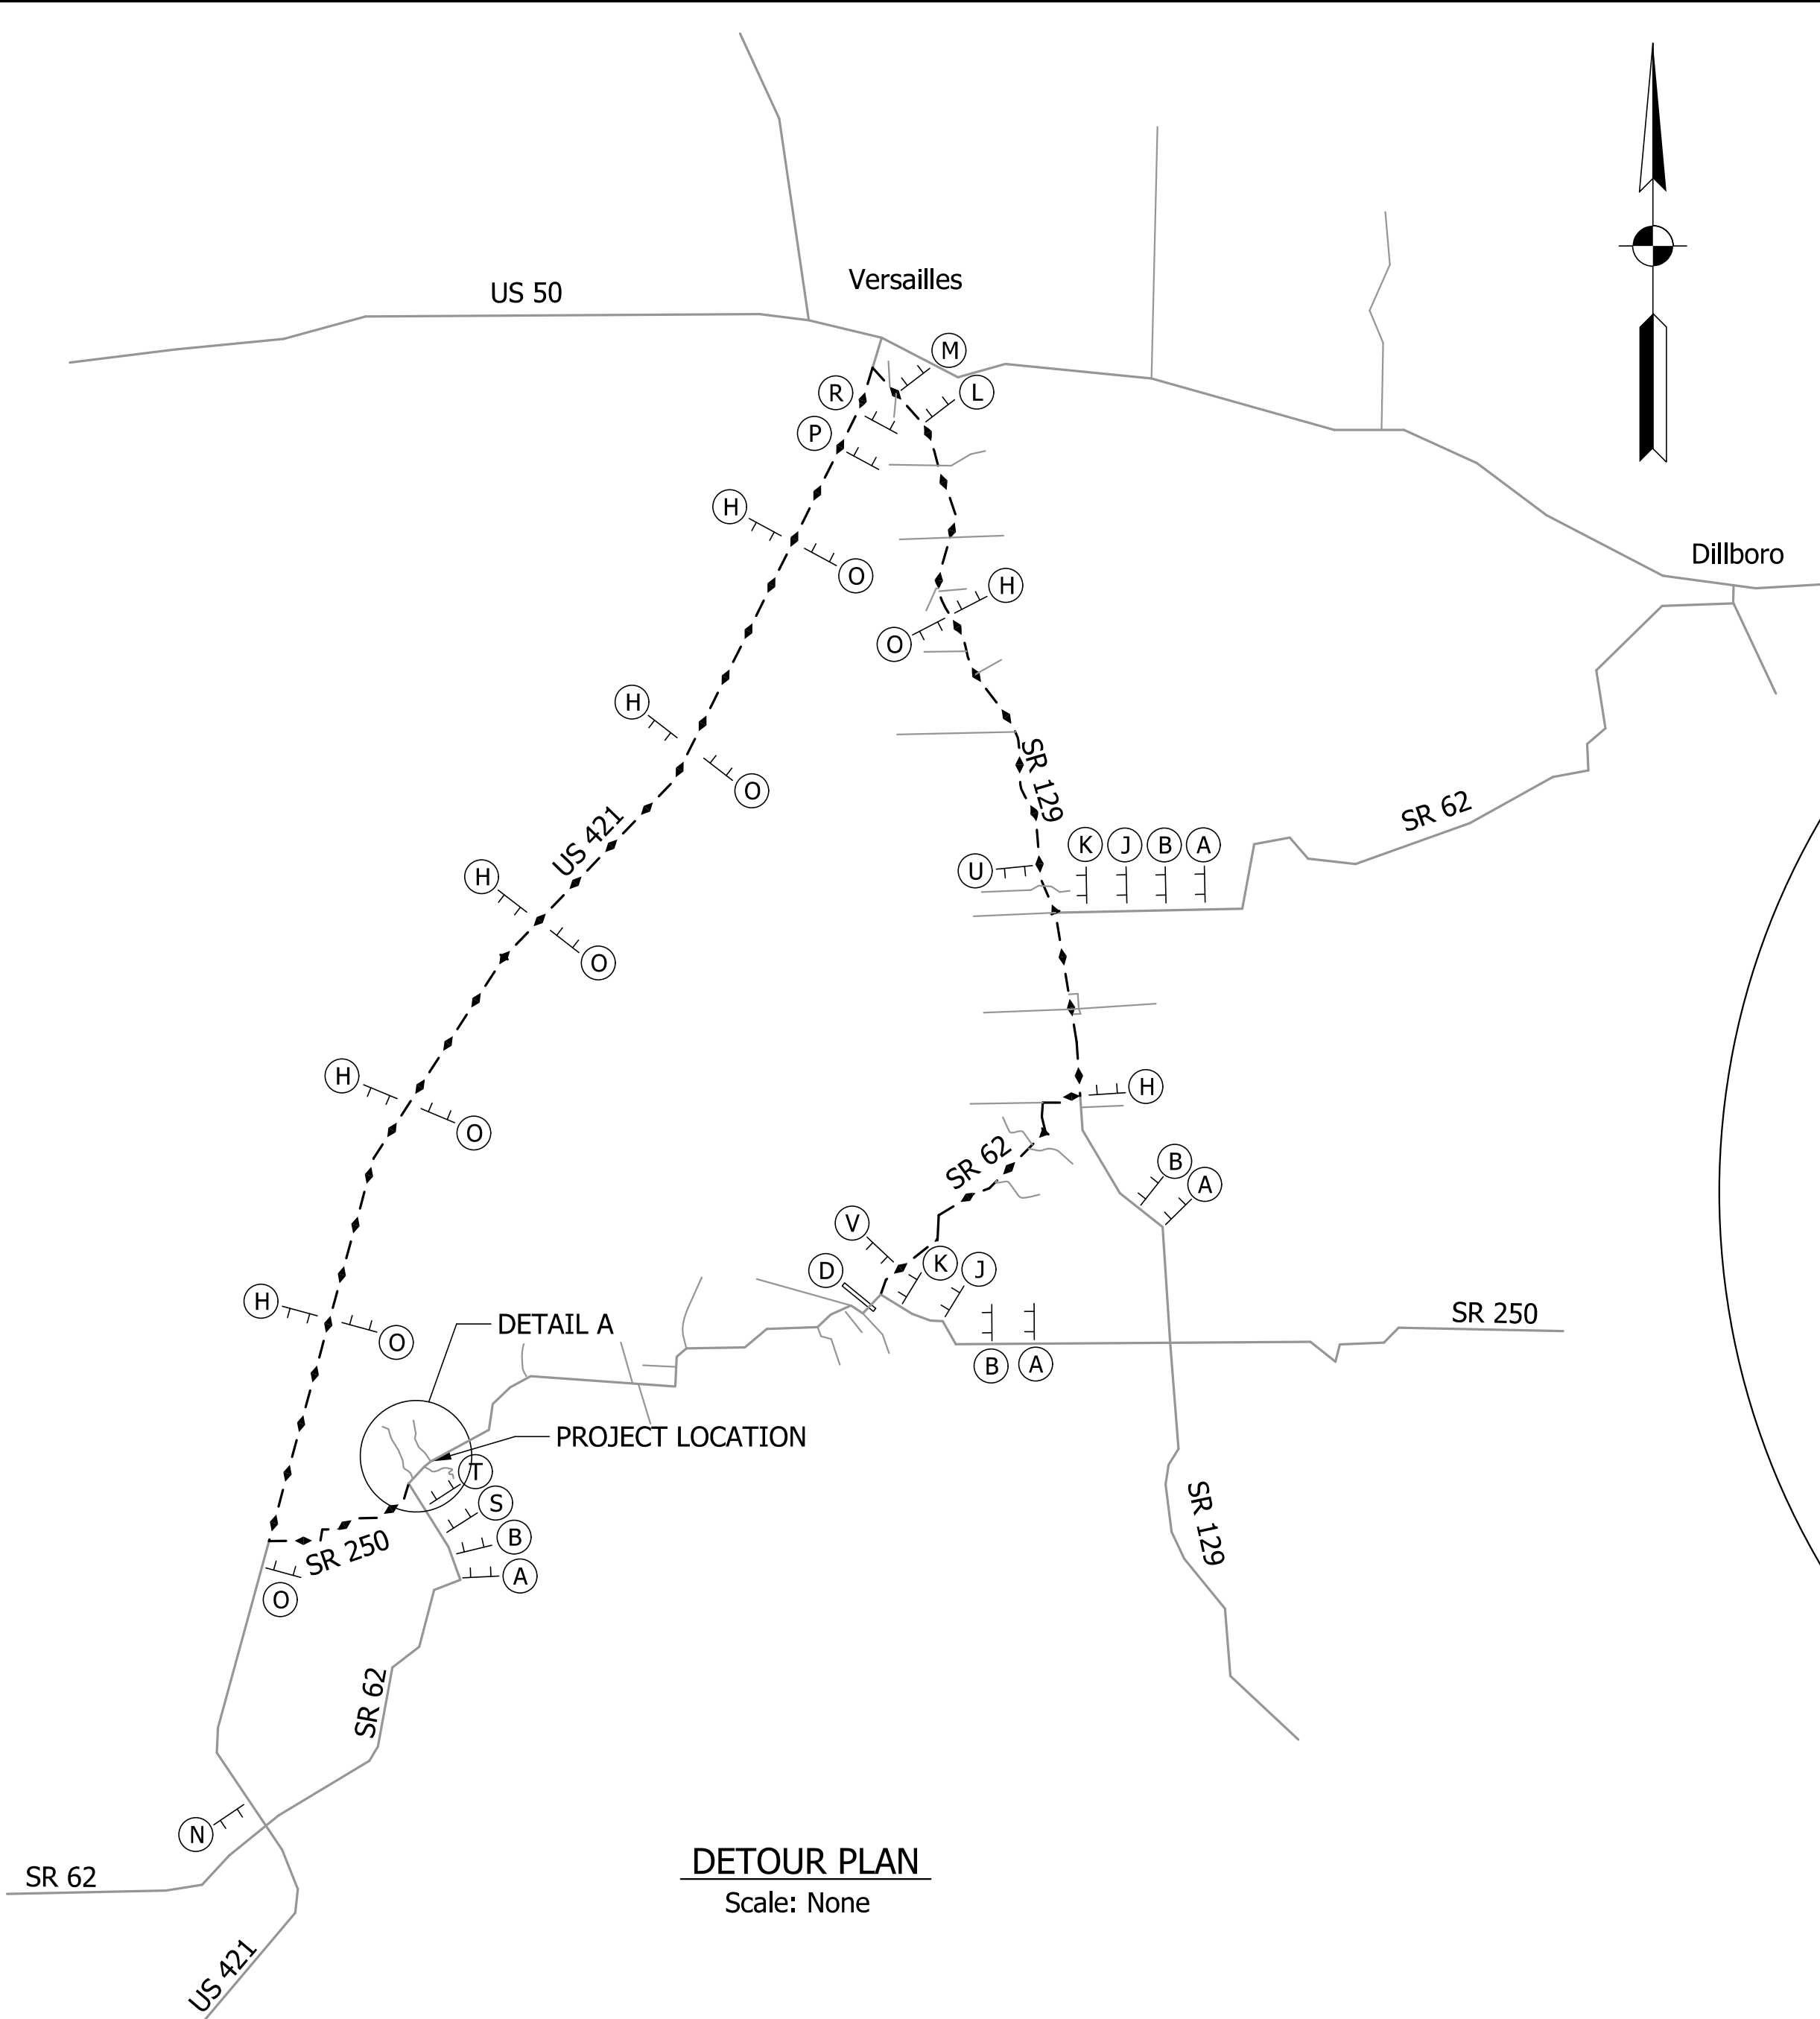 Versailles
US 50
M
R
L
P
H
O
Dillboro
H
O
H
O
SR 129
US 421
SR 62
K
J
B
A
U
H
O
H
O
H
SR 62
B
A
V
K
J
D
H
O
DETAIL A
SR 250
B
A
PROJECT LOCATION
T
S
B
A
SR 250
O
SR 129
SR 62
N
SR 62
DETOUR PLAN
Scale: None
US 421